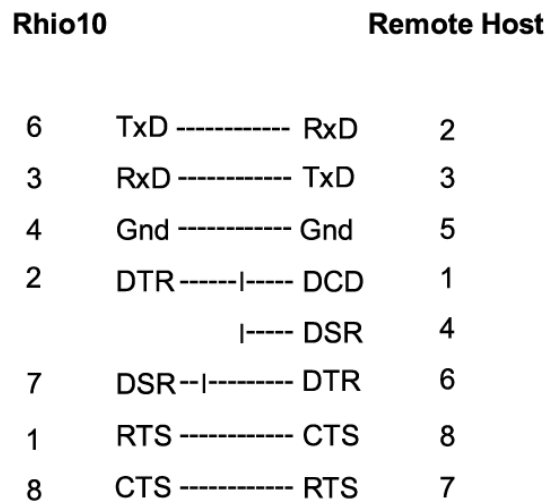 Rhio10 Remote Host
6 TxD ------------ RxD 2
3 RxD ------------ TxD 3
4 Gnd ------------ Gnd 5
2 DTR------I----- DCD 1
I----- DSR 4
7 DSR--I--------- DTR 6
1 RTS ------------ CTS 8
8 CTS ------------ RTS 7